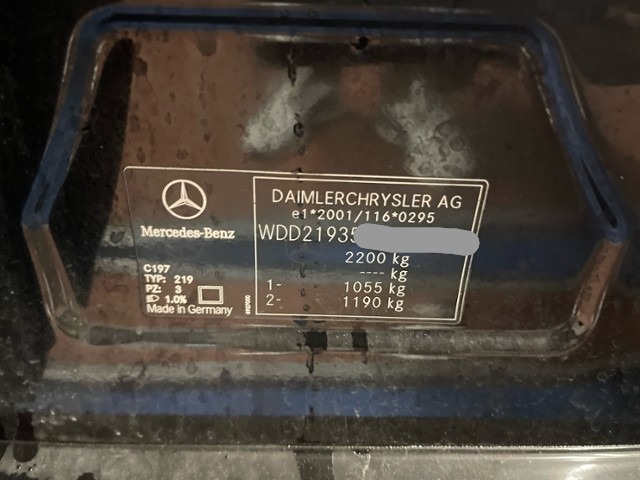 Mercedes-Benz
C197
TYP: 219
PZ: 3
1.0%
Made in Germany
DAIMLERCHRYSLER AG
e1*2001/116*0295
WDD21935
2200 kg
---- kg
1- 1055 kg
2- 1190 kg